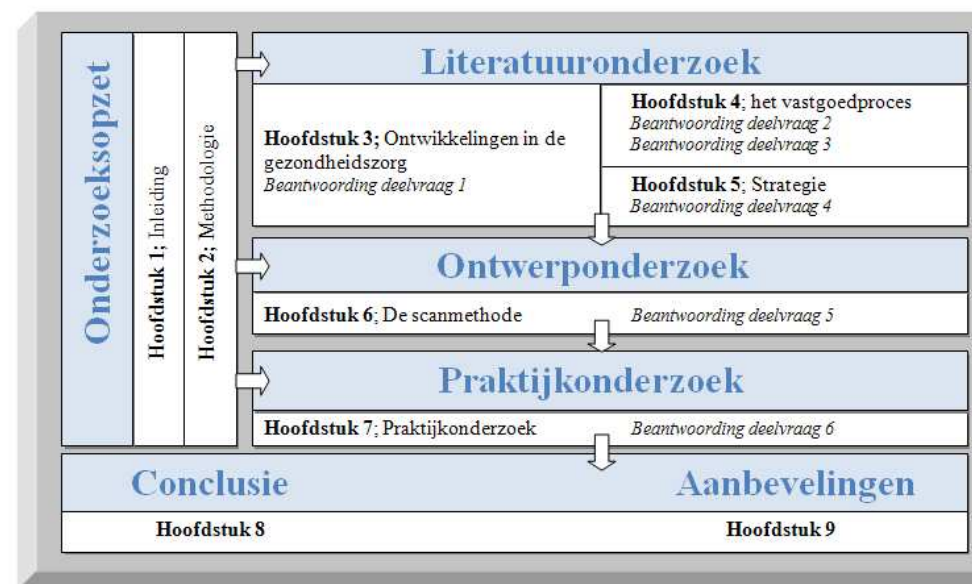 Onderzoeksopzet
Hoofdstuk 1; Inleiding
Hoofdstuk 2; Methodologie
Literatuuronderzoek
Hoofdstuk 3; Ontwikkelingen in de
gezondheidszorg
Beantwoording deelvraag 1
Hoofdstuk 4; het vastgoedproces
Beantwoording deelvraag 2
Beantwoording deelvraag 3
Hoofdstuk 5; Strategie
Beantwoording deelvraag 4
Ontwerponderzoek
Hoofdstuk 6; De scanmethode
Beantwoording deelvraag 5
Praktijkonderzoek
Hoofdstuk 7; Praktijkonderzoek
Beantwoording deelvraag 6
Conclusie
Hoofdstuk 8
Aanbevelingen
Hoofdstuk 9